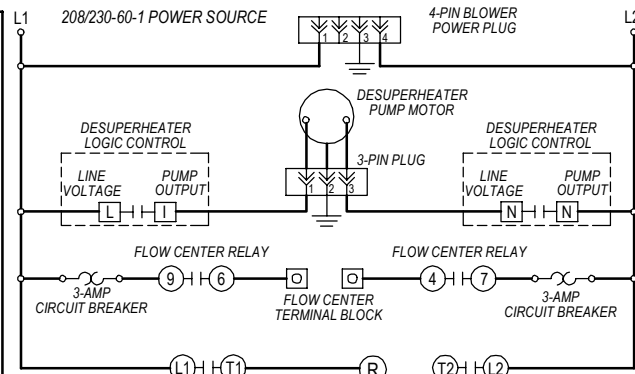 L1 208/230-60-1 POWER SOURCE 4-PIN BLOWER L2
POWER PLUG
1 2 3 4
DESUPERHEATER
PUMP MOTOR
DESUPERHEATER
LOGIC CONTROL
DESUPERHEATER
LOGIC CONTROL
3-PIN PLUG
LINE
VOLTAGE
PUMP
OUTPUT
LINE
VOLTAGE
PUMP
OUTPUT
1 2 3
L I N N
FLOW CENTER RELAY FLOW CENTER RELAY
9 6 4 7
3-AMP
CIRCUIT BREAKER
FLOW CENTER
TERMINAL BLOCK
3-AMP
CIRCUIT BREAKER
L1 T1 R T2 L2